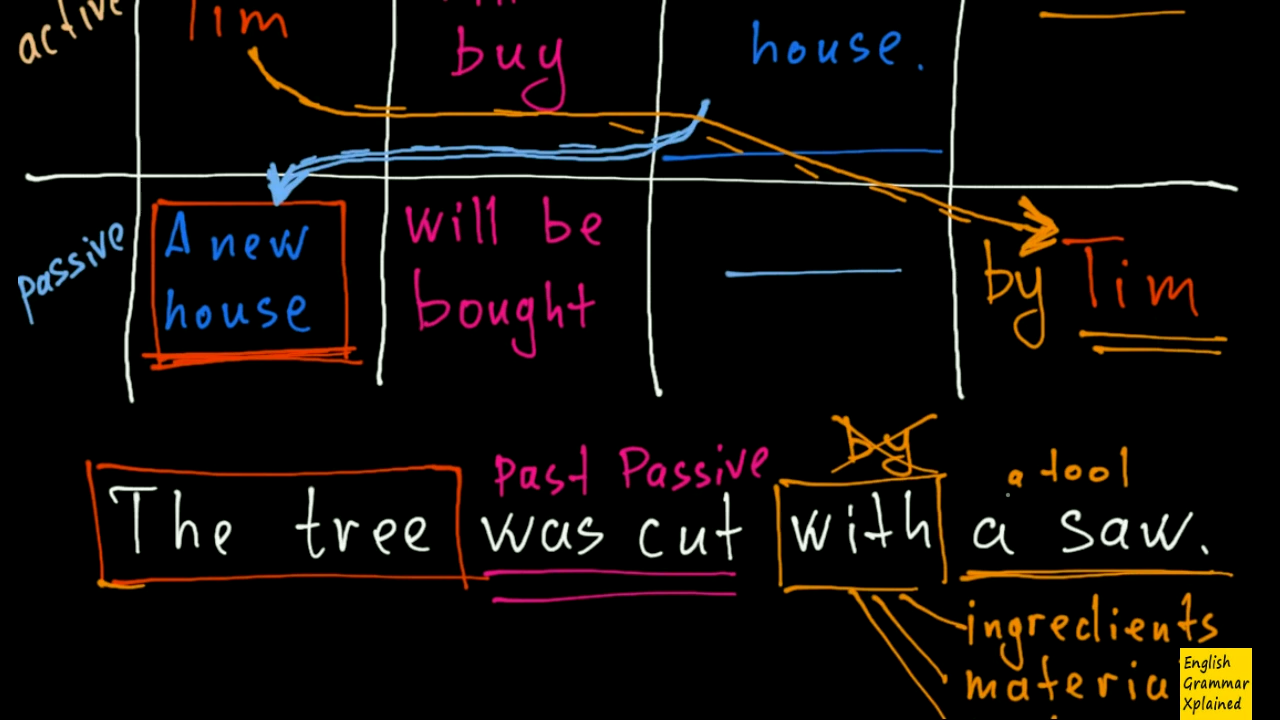 active
Tim
buy
house.
passive
A new
house
will be
bought
by Tim
by
Past Passive
a tool
The tree was cut with a saw.
ingredients
materia
English
Grammar
Xplained